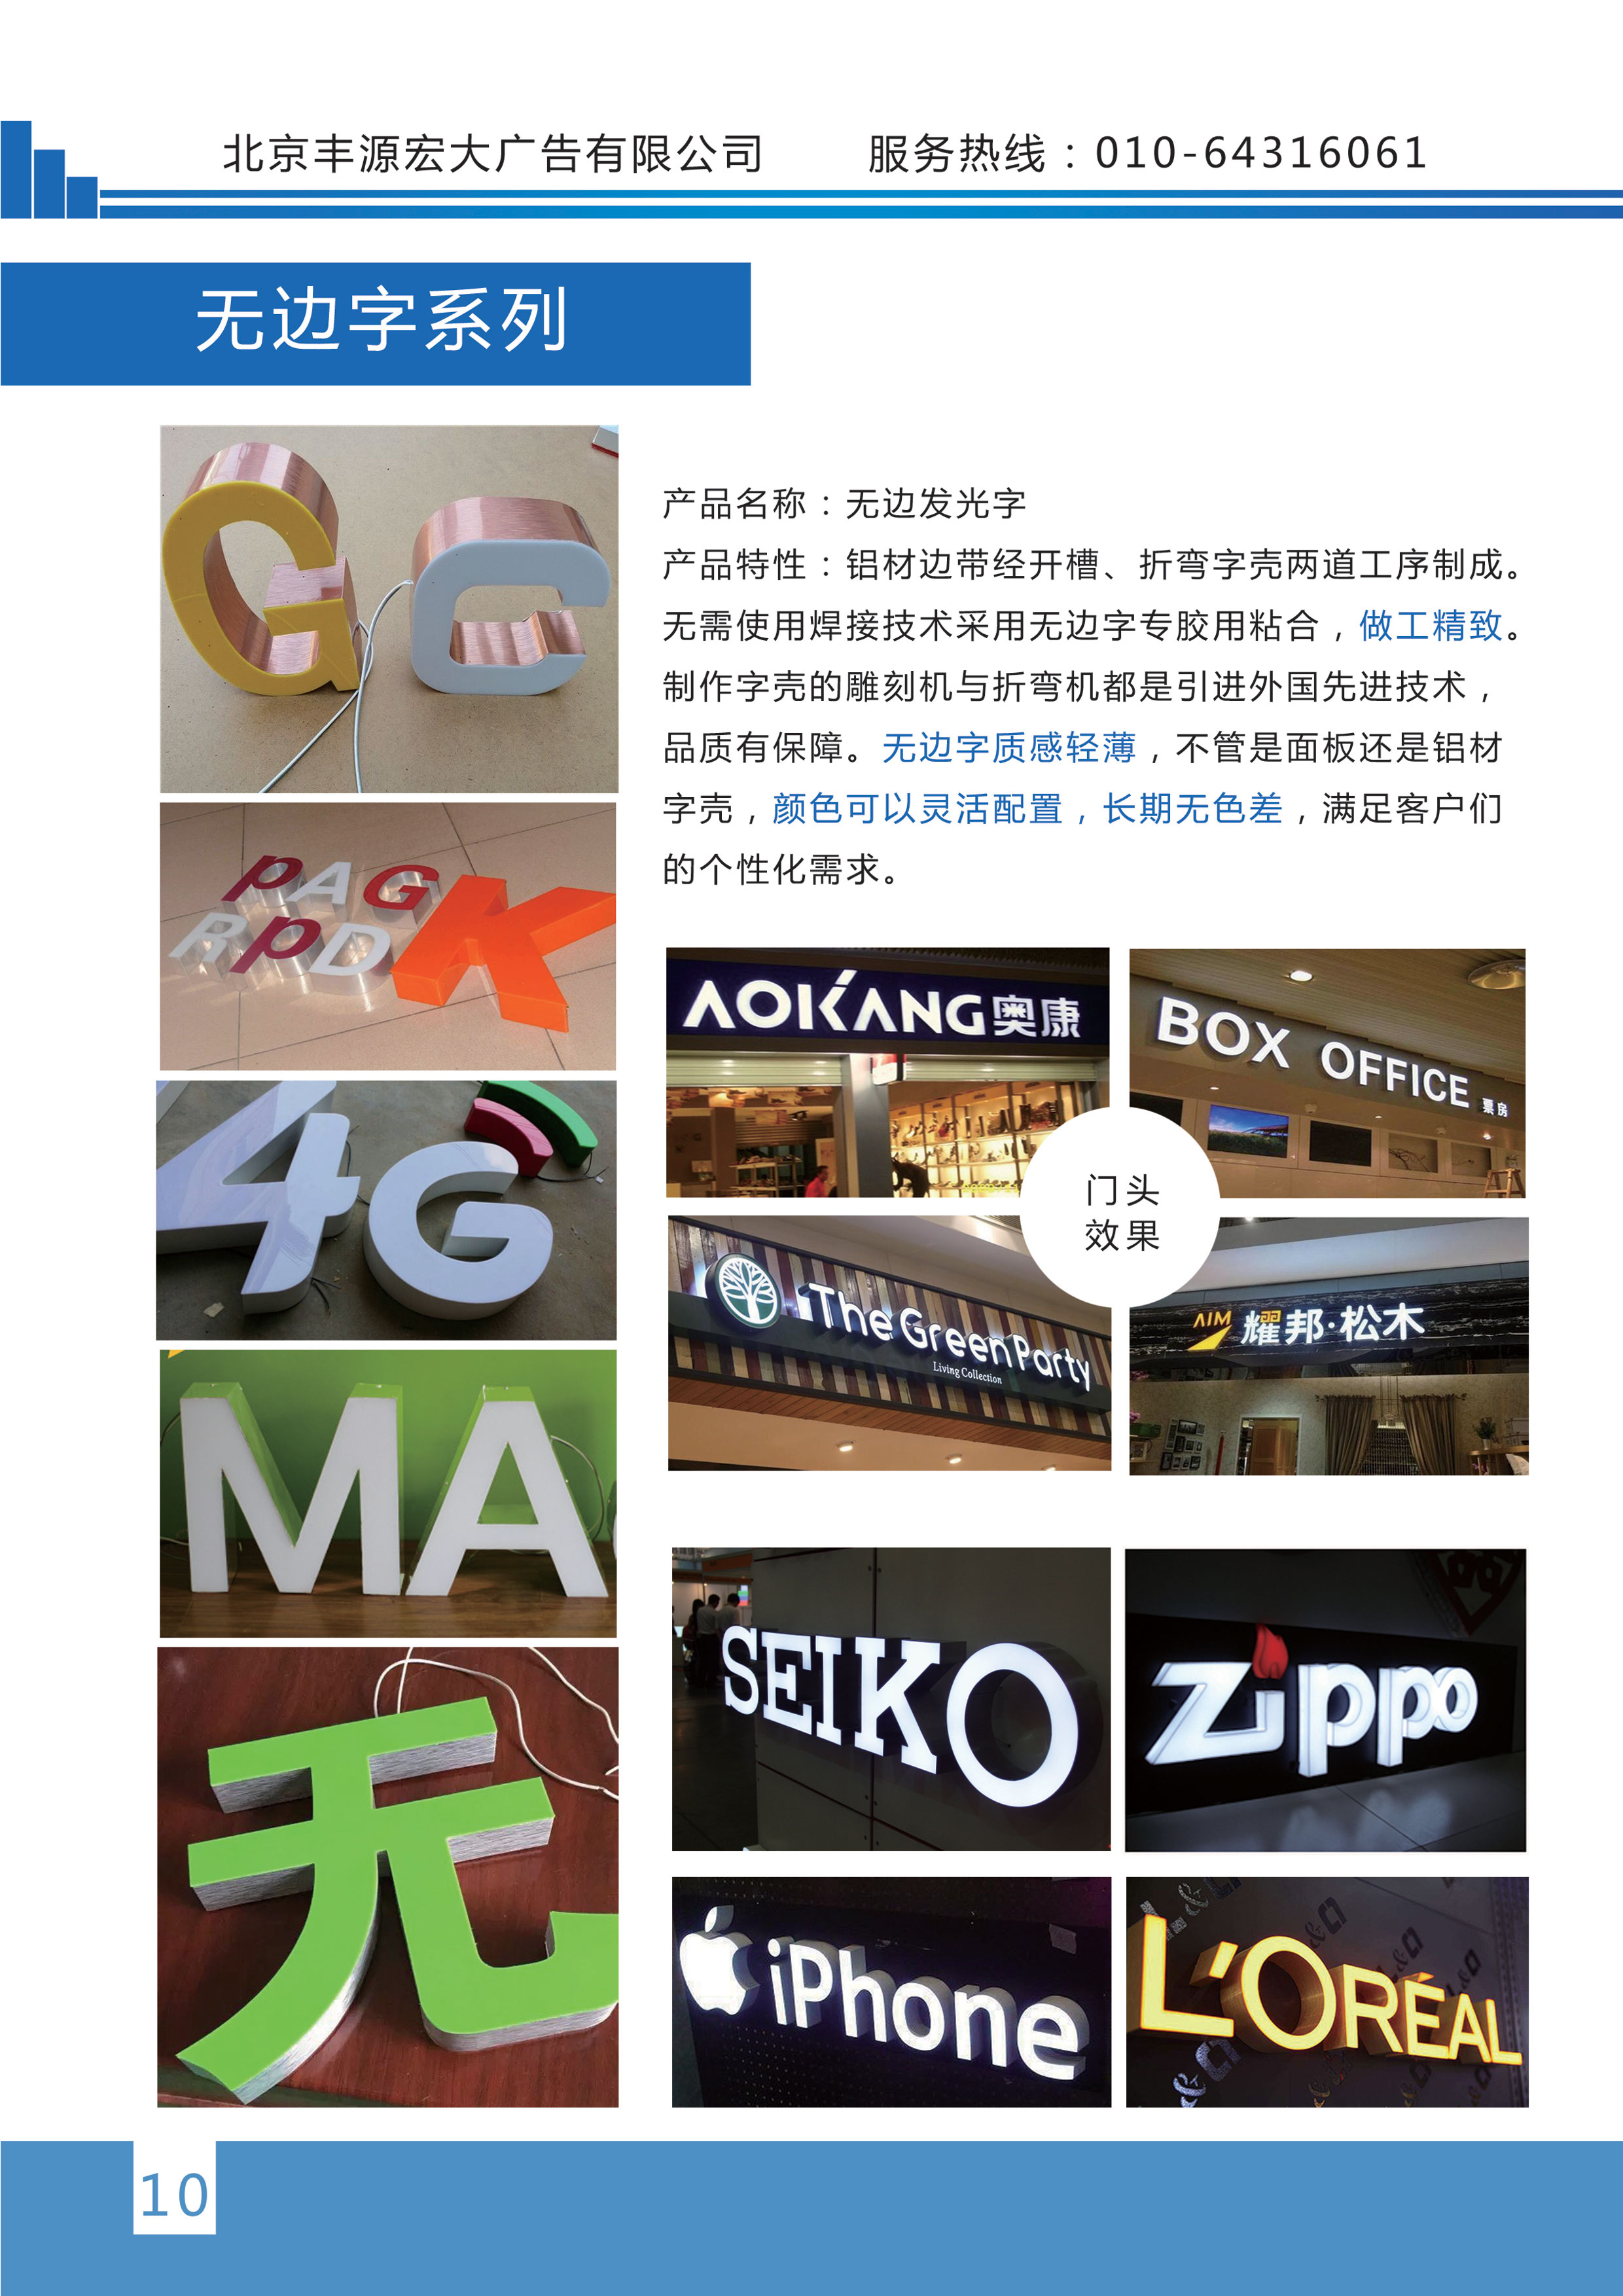 北京丰源宏大广告有限公司 服务热线：010-64316061
无边字系列
产品名称：无边发光字
产品特性：铝材边带经开槽、折弯字壳两道工序制成。
无需使用焊接技术采用无边字专胶用粘合，做工精致。
制作字壳的雕刻机与折弯机都是引进外国先进技术，
品质有保障。无边字质感轻薄，不管是面板还是铝材
字壳，颜色可以灵活配置，长期无色差，满足客户们
的个性化需求。
G C
PAG
RPD K
4G
MA
无
AOKANG奥康
BOX OFFICE 票房
门头
效果
The Green Party
Living Collection
AIM 耀邦·松木
SEIKO
Zippo
iPhone
L'ORÉAL
10